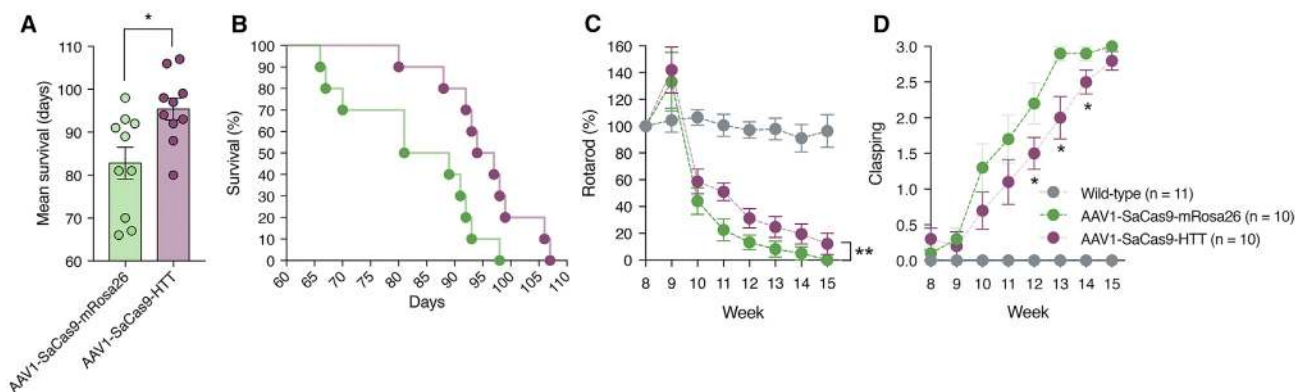 A
*
Mean survival (days)
110
100
90
80
70
60
AAV1-SaCas9-mRosa26
AAV1-SaCas9-HTT
B
Survival (%)
100
90
80
70
60
50
40
30
20
10
0
60 65 70 75 80 85 90 95 100 110
Days
C
Rotarod (%)
160
140
120
100
80
60
40
20
0
**
8 9 10 11 12 13 14 15
Week
D
Clasping
3.0
2.5
2.0
1.5
1.0
0.5
0.0
* * *
Wild-type (n = 11)
AAV1-SaCas9-mRosa26 (n = 10)
AAV1-SaCas9-HTT (n = 10)
8 9 10 11 12 13 14 15
Week